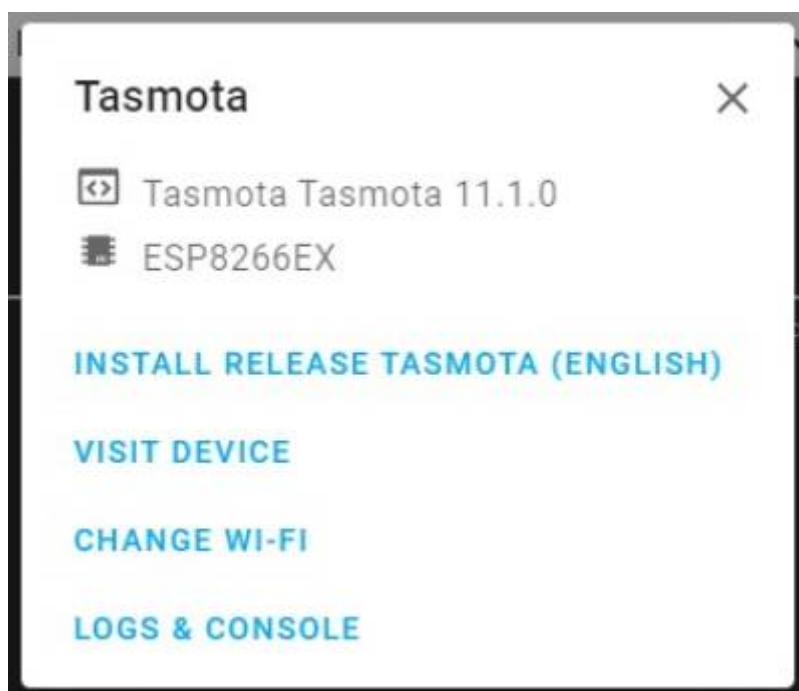 Tasmota
Tasmota Tasmota 11.1.0
ESP8266EX
INSTALL RELEASE TASMOTA (ENGLISH)
VISIT DEVICE
CHANGE WI-FI
LOGS & CONSOLE